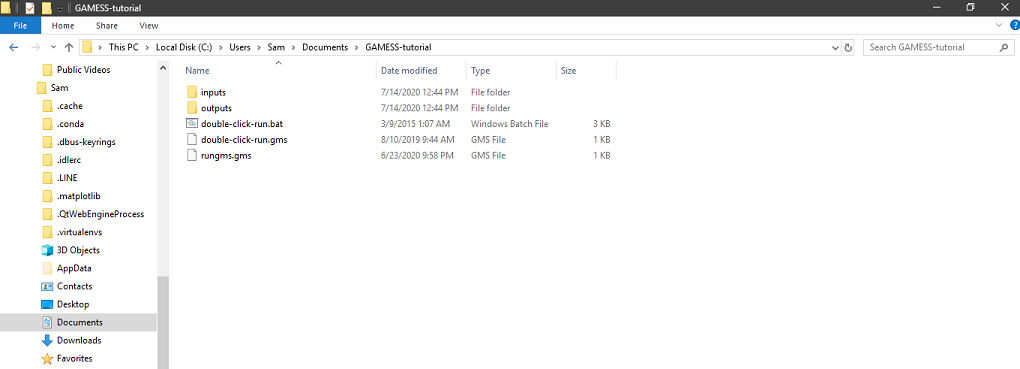 GAMESS-tutorial
File Home Share View
This PC Local Disk (C:) Users Sam Documents GAMESS-tutorial
Search GAMESS-tutorial
Public Videos
Sam
.cache
.conda
.dbus-keyrings
.idlerc
.LINE
.matplotlib
.QtWebEngineProcess
.virtualenvs
3D Objects
AppData
Contacts
Desktop
Documents
Downloads
Favorites
Name Date modified Type Size
inputs 7/14/2020 12:44 PM File folder
outputs 7/14/2020 12:44 PM File folder
double-click-run.bat 3/9/2015 1:07 AM Windows Batch File 3 KB
double-click-run.gms 8/10/2019 9:44 AM GMS File 1 KB
rungms.gms 6/23/2020 9:58 PM GMS File 1 KB